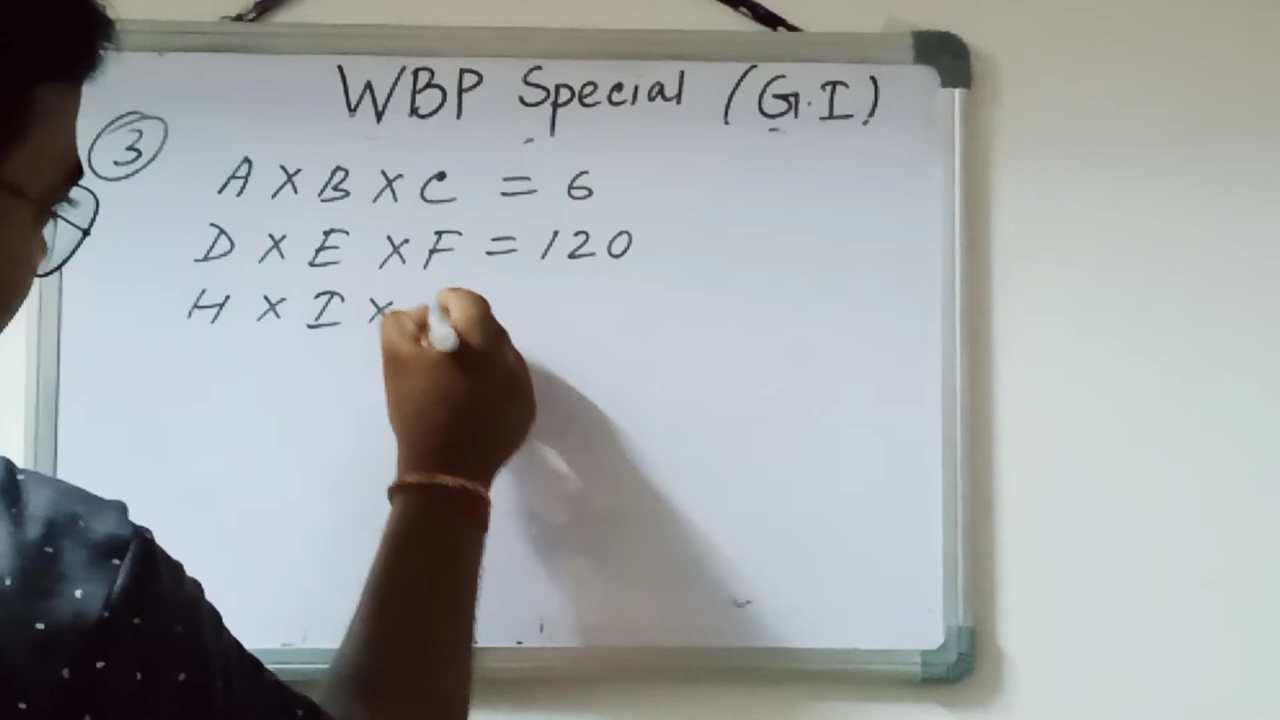 WBP Special (G.I)
3
A × B × C = 6
D × E × F = 120
H × I ×